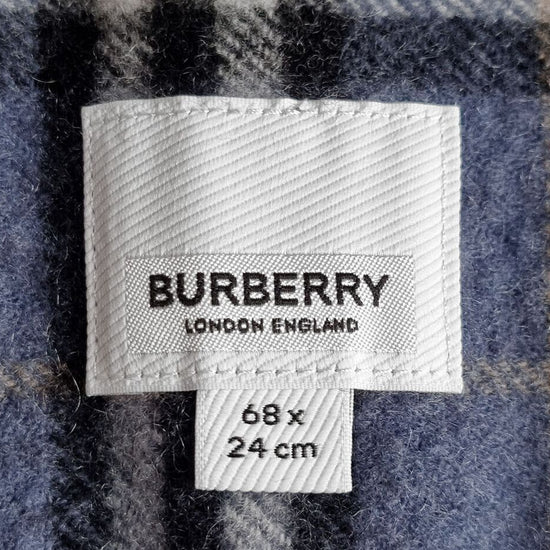 BURBERRY
LONDON ENGLAND
68 x
24 cm